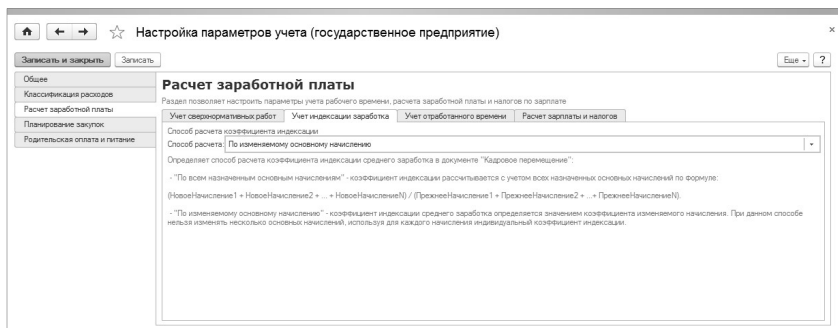 Настройка параметров учета (государственное предприятие)
Записать и закрыть Записать Еще ?
Общее
Классификация расходов
Расчет заработной платы
Планирование закупок
Родительская оплата и питание
Расчет заработной платы
Раздел позволяет настроить параметры учета рабочего времени, расчета заработной платы и налогов по зарплате
Учет сверхнормативных работ Учет индексации заработка Учет отработанного времени Расчет зарплаты и налогов
Способ расчета коэффициента индексации
Способ расчета: По изменяемому основному начислению
Определяет способ расчета коэффициента индексации среднего заработка в документе "Кадровое перемещение":
- "По всем назначенным основным начислениям" - коэффициент индексации рассчитывается с учетом всех назначенных основных начислений по формуле:
(НовоеНачисление1 + НовоеНачисление2 + ... + НовоеНачислениеN) / (ПрежнееНачисление1 + ПрежнееНачисление2 + ...+ ПрежнееНачислениеN).
- "По изменяемому основному начислению" - коэффициент индексации среднего заработка определяется значением коэффициента изменяемого начисления. При данном способе
нельзя изменять несколько основных начислений, используя для каждого начисления индивидуальный коэффициент индексации.